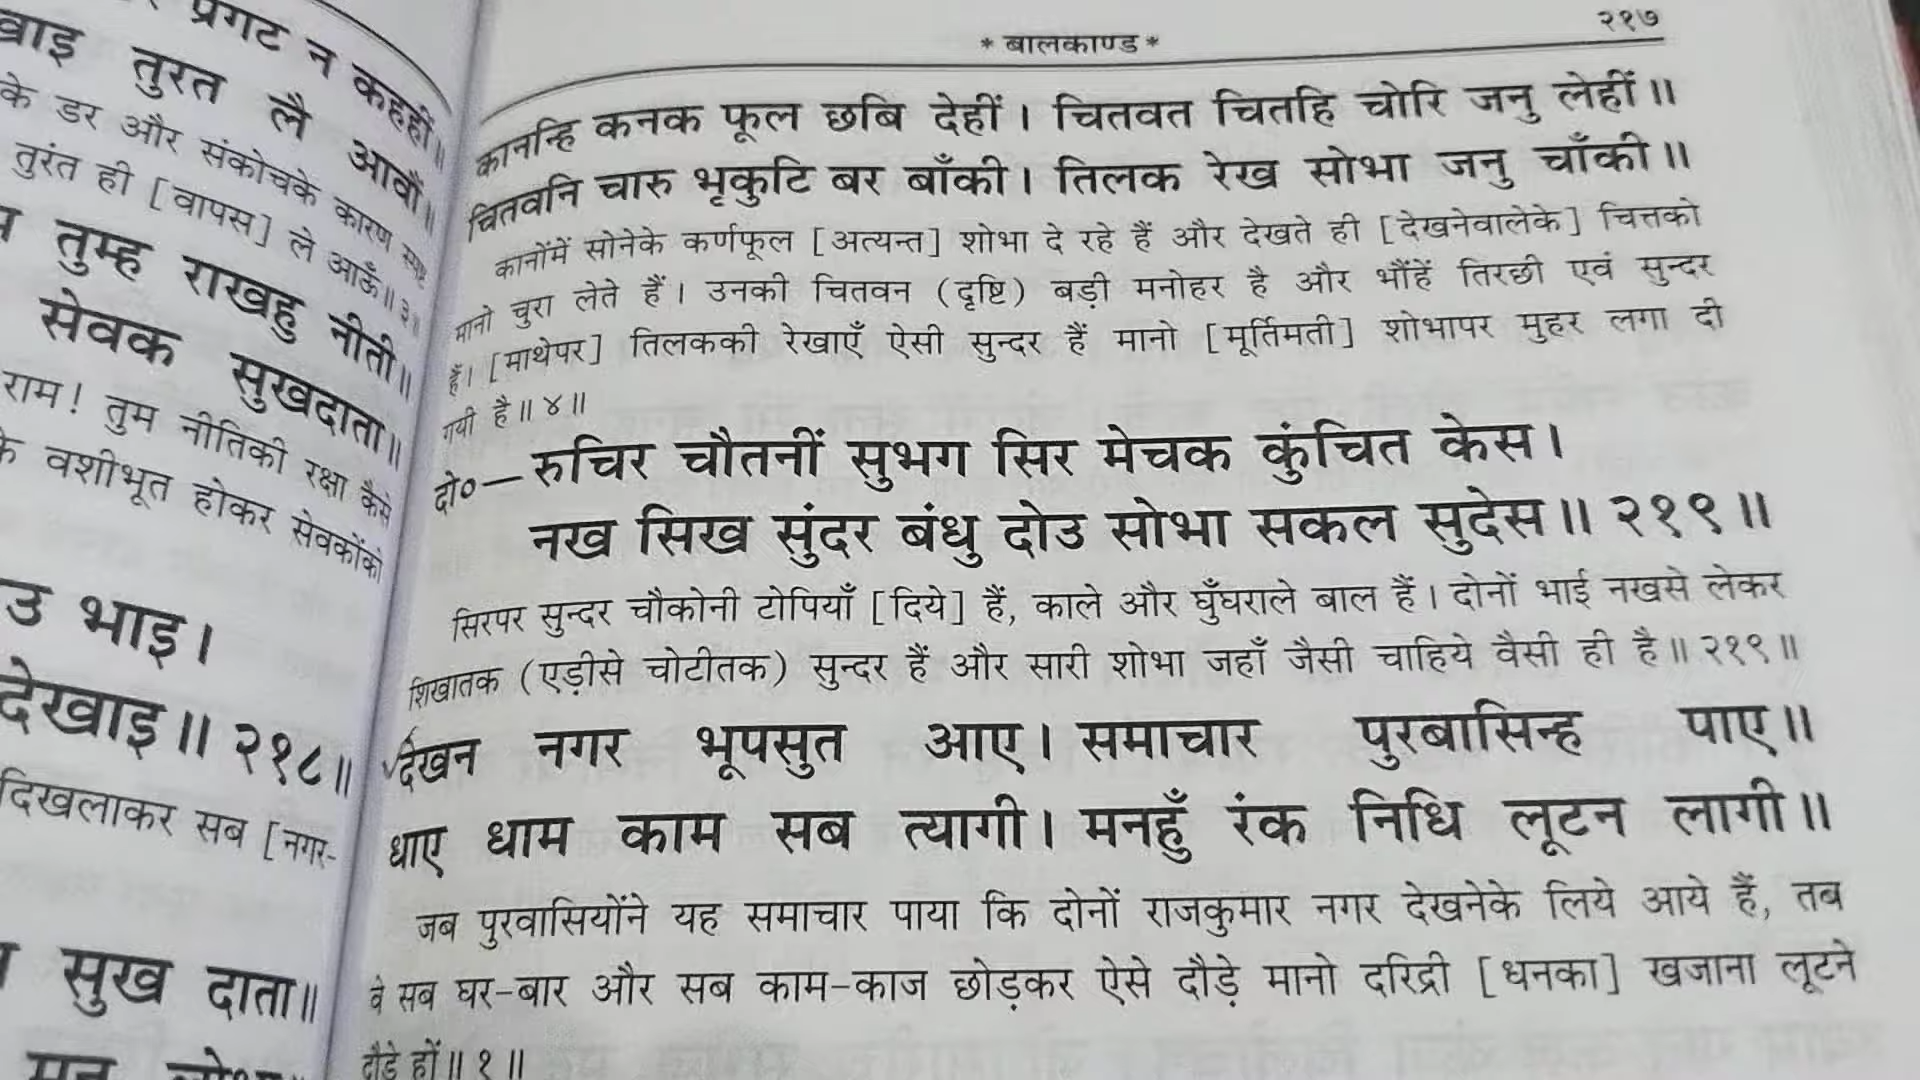 प्रगट न कहहीं॥
तुरत लै आवौं॥
के डर और संकोचके कारण स्पष्ट
तुरंत ही [वापस] ले आऊँ॥ ३॥
तुम्ह राखहु नीती॥
सेवक सुखदाता॥
राम! तुम नीतिकी रक्षा कैसे
के वशीभूत होकर सेवकोंको
उ भाइ।
देखाइ॥ २१८॥
दिखलाकर सब [नगर-
सुख दाता॥
* बालकाण्ड *
२१७
कानन्हि कनक फूल छबि देहीं। चितवत चितहि चोरि जनु लेहीं॥
चितवनि चारु भृकुटि बर बाँकी। तिलक रेख सोभा जनु चाँकी॥
कानोंमें सोनेके कर्णफूल [अत्यन्त] शोभा दे रहे हैं और देखते ही [देखनेवालेके] चित्तको
मानो चुरा लेते हैं। उनकी चितवन (दृष्टि) बड़ी मनोहर है और भौंहें तिरछी एवं सुन्दर
हैं। [माथेपर] तिलककी रेखाएँ ऐसी सुन्दर हैं मानो [मूर्तिमती] शोभापर मुहर लगा दी
गयी है॥ ४॥
दो०—रुचिर चौतनीं सुभग सिर मेचक कुंचित केस।
नख सिख सुंदर बंधु दोउ सोभा सकल सुदेस॥ २१९॥
सिरपर सुन्दर चौकोनी टोपियाँ [दिये] हैं, काले और घुँघराले बाल हैं। दोनों भाई नखसे लेकर
शिखातक (एड़ीसे चोटीतक) सुन्दर हैं और सारी शोभा जहाँ जैसी चाहिये वैसी ही है॥ २१९॥
देखन नगर भूपसुत आए। समाचार पुरबासिन्ह पाए॥
धाए धाम काम सब त्यागी। मनहुँ रंक निधि लूटन लागी॥
जब पुरवासियोंने यह समाचार पाया कि दोनों राजकुमार नगर देखनेके लिये आये हैं, तब
वे सब घर-बार और सब काम-काज छोड़कर ऐसे दौड़े मानो दरिद्री [धनका] खजाना लूटने
दौड़े हों॥ १॥